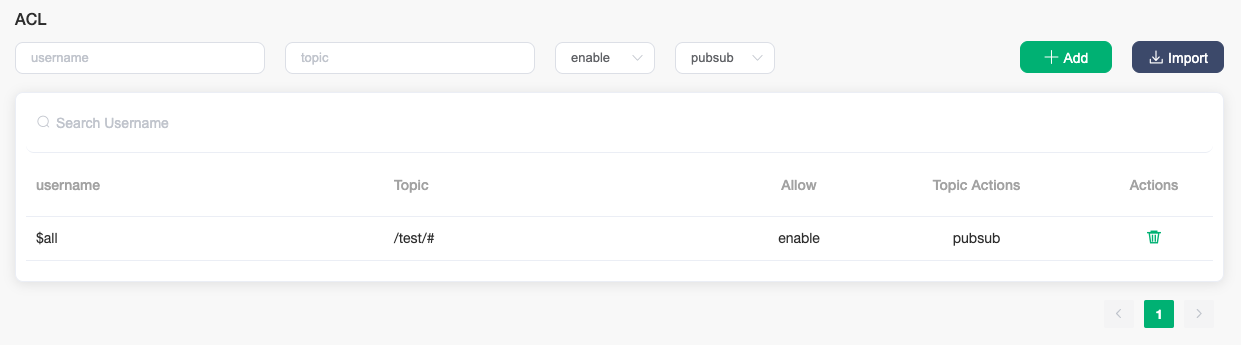 ACL
username topic enable pubsub Add Import
Search Username
username Topic Allow Topic Actions Actions
$all /test/# enable pubsub
1